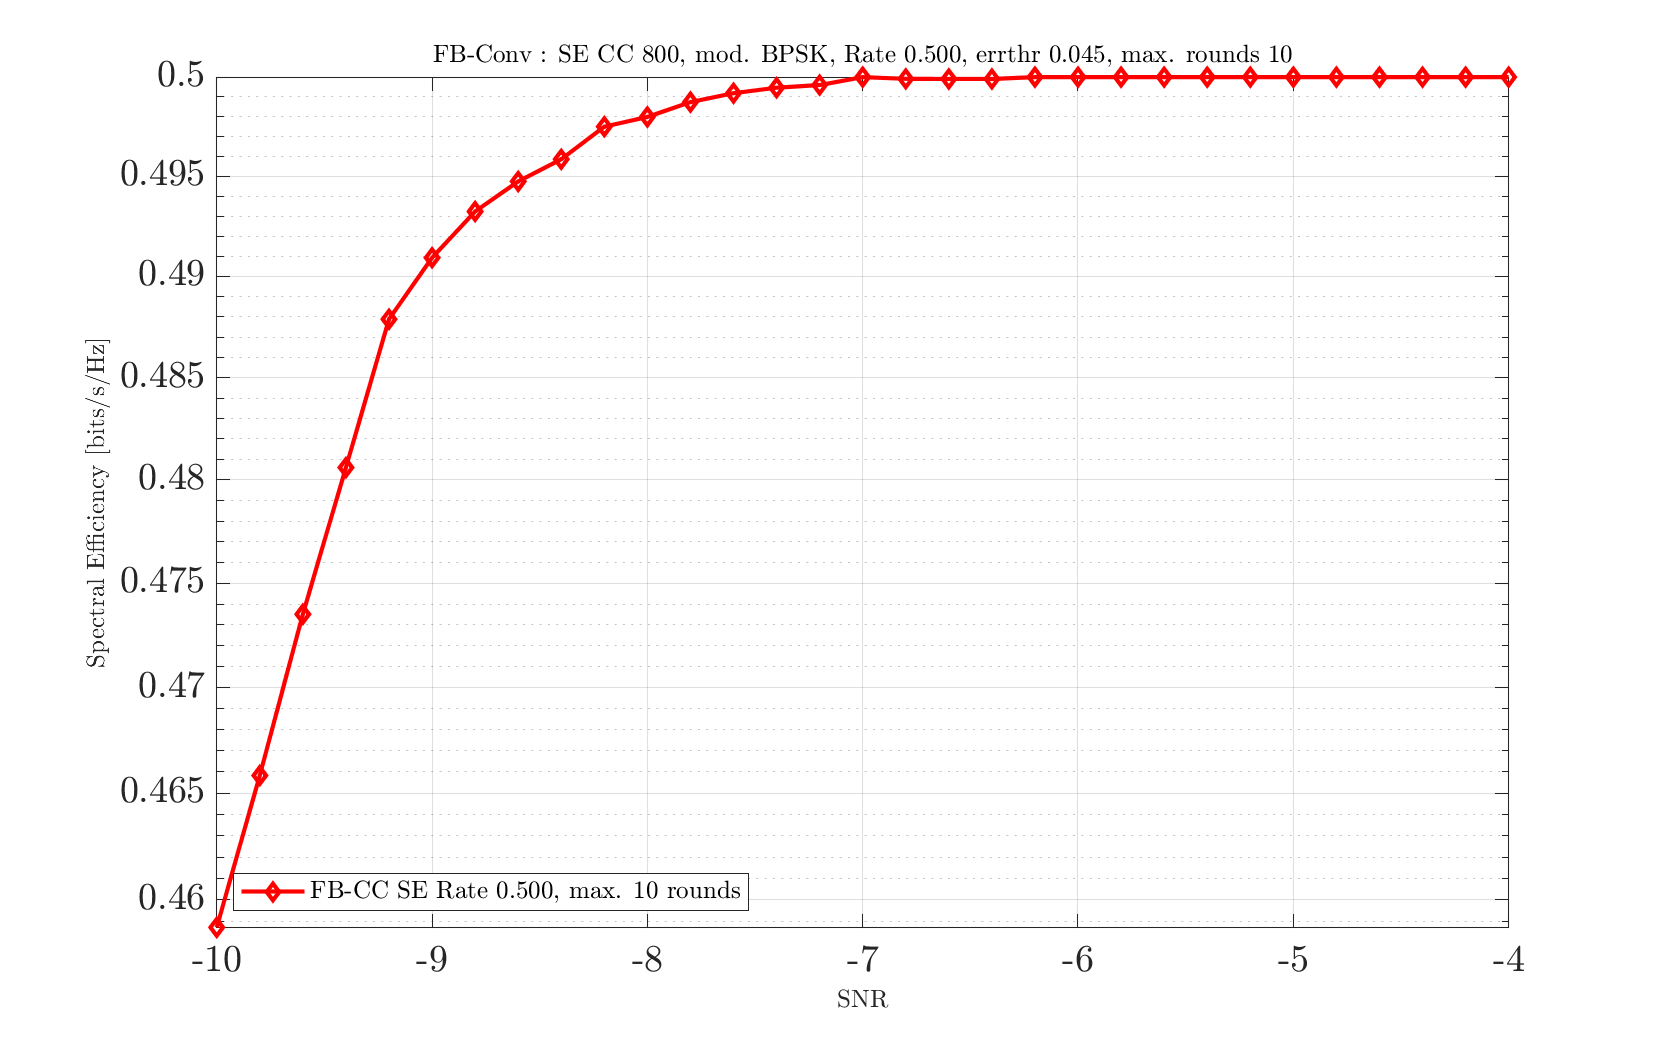 FB-Conv : SE CC 800, mod. BPSK, Rate 0.500, errthr 0.045, max. rounds 10
0.5
0.495
0.49
0.485
0.48
0.475
0.47
0.465
0.46
Spectral Efficiency [bits/s/Hz]
FB-CC SE Rate 0.500, max. 10 rounds
-10 -9 -8 -7 -6 -5 -4
SNR